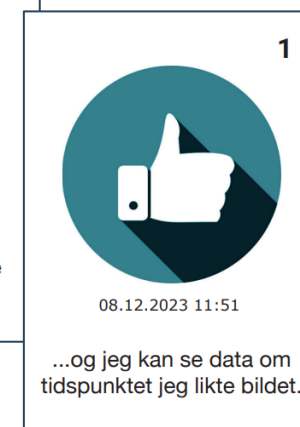 1
08.12.2023 11:51
...og jeg kan se data om
tidspunktet jeg likte bildet.